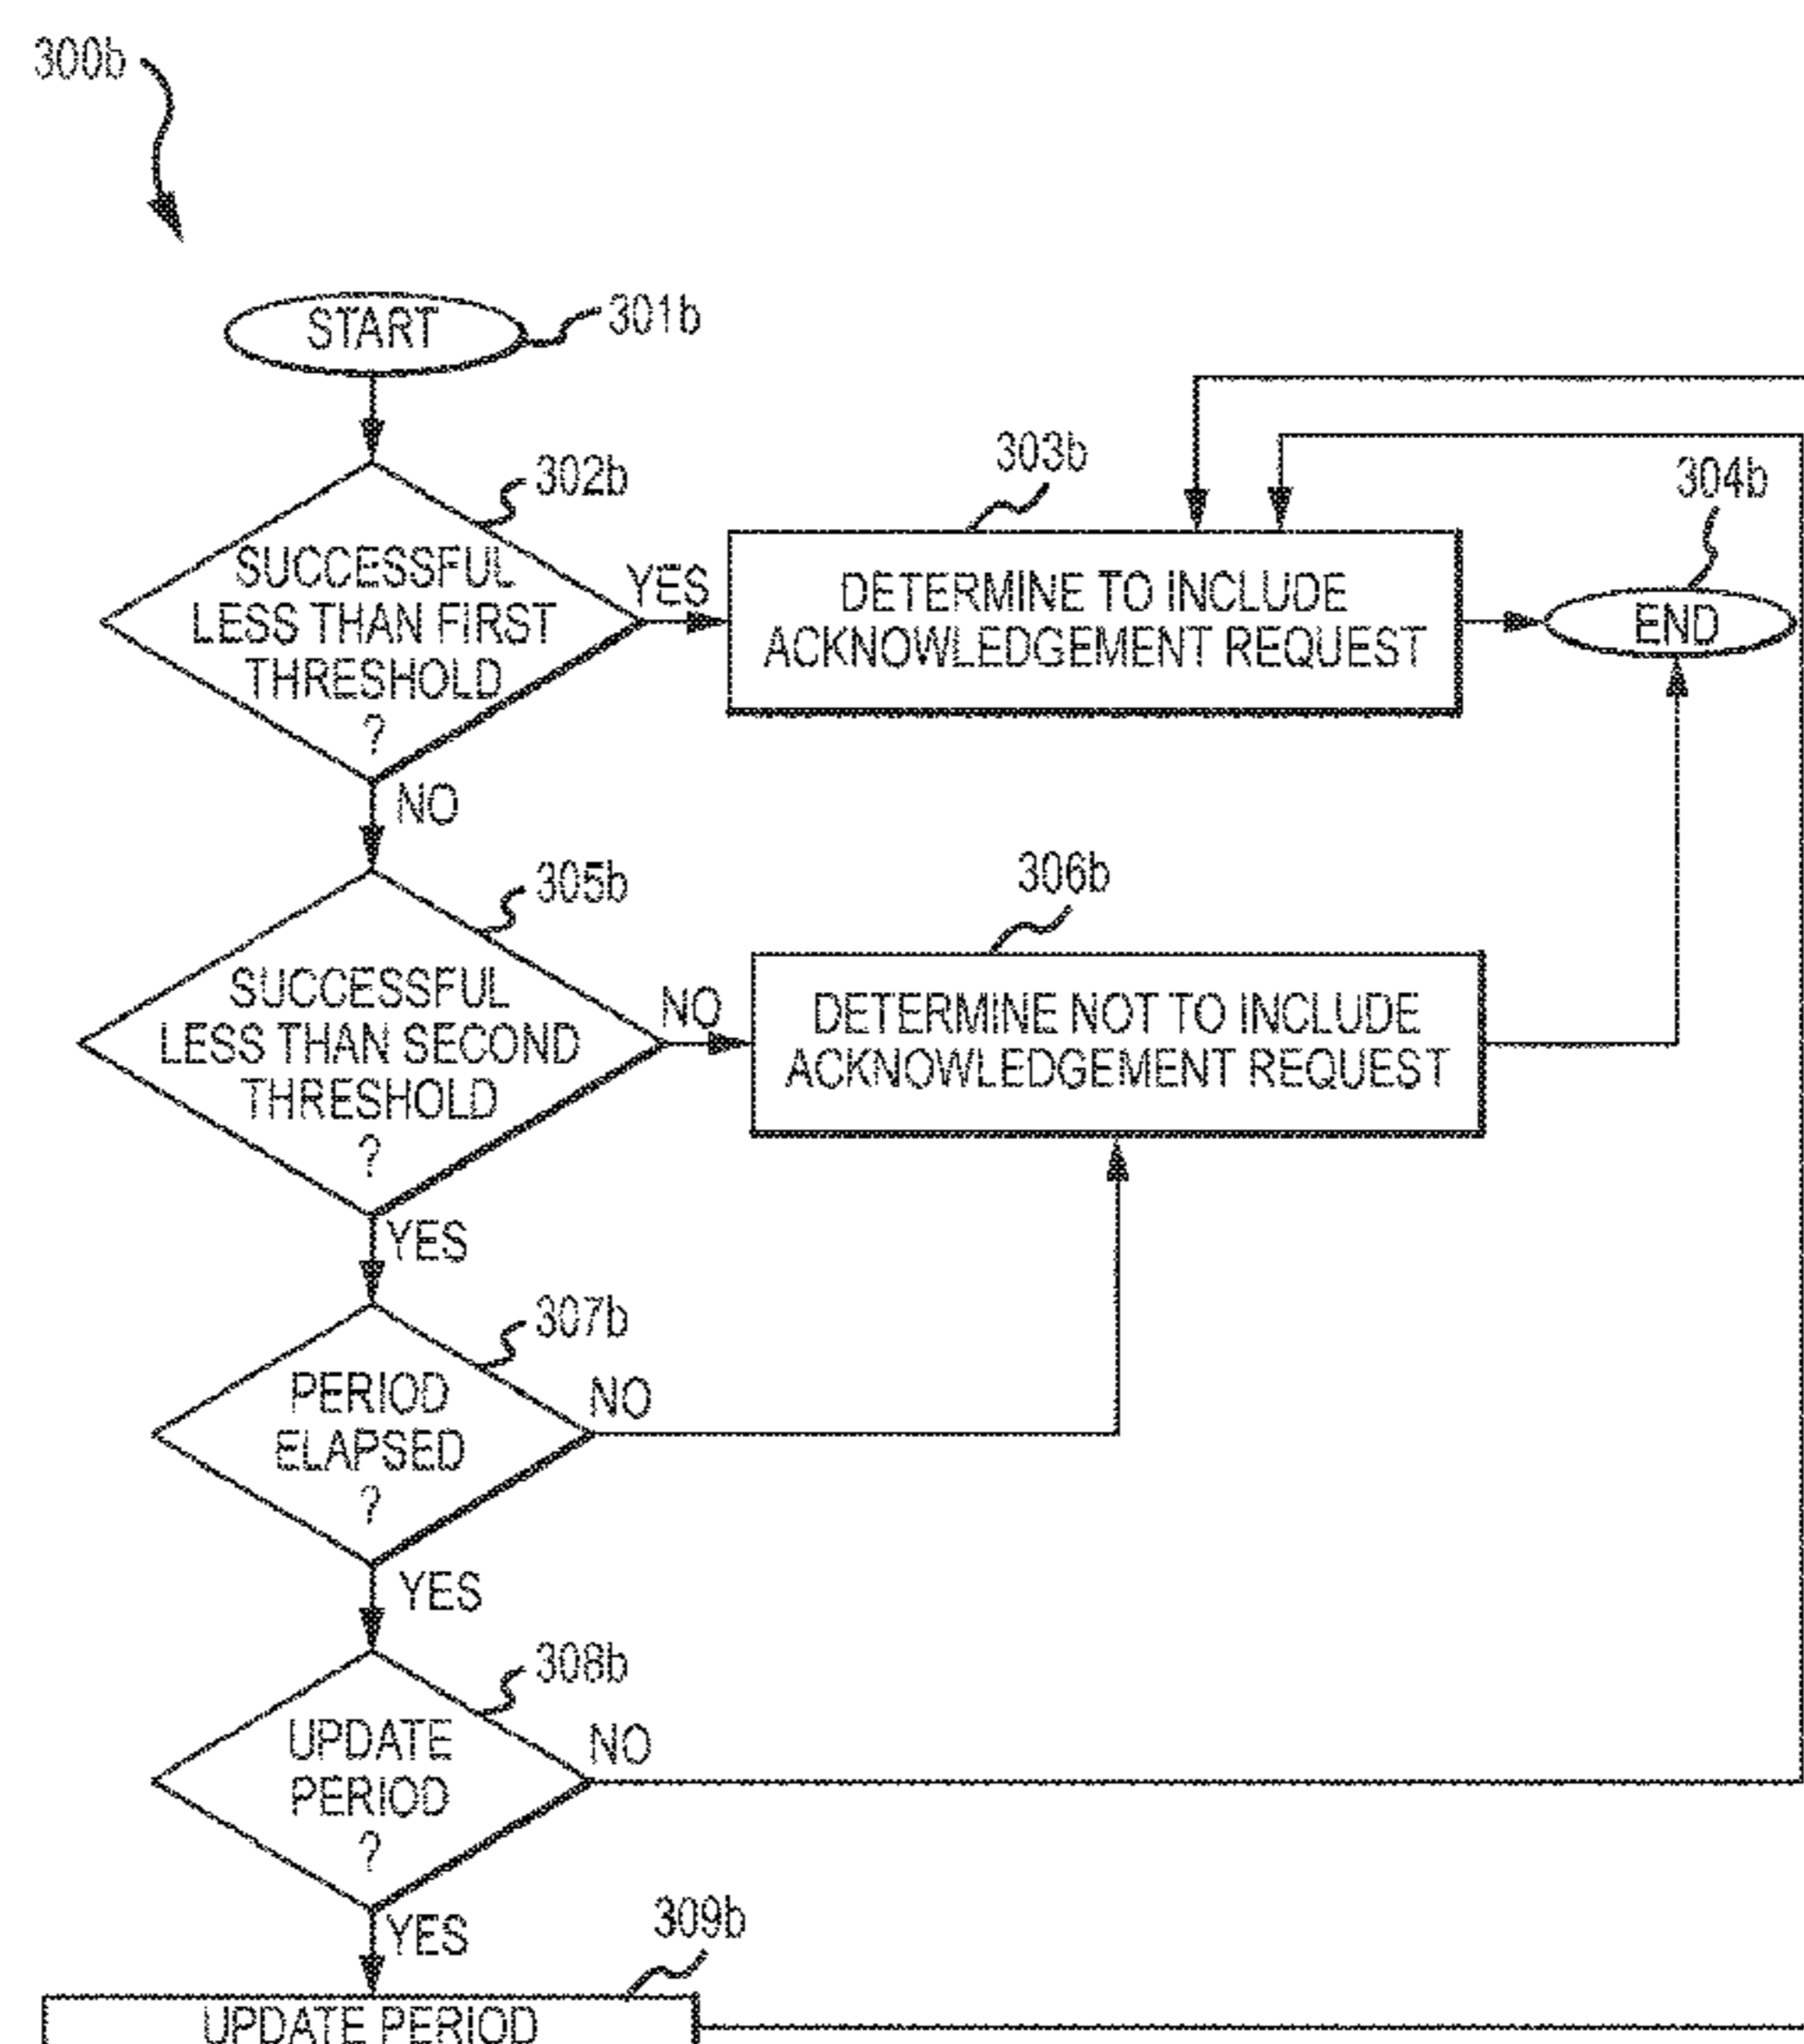 300b
START
301b
302b
SUCCESSFUL
LESS THAN FIRST
THRESHOLD
?
YES
303b
DETERMINE TO INCLUDE
ACKNOWLEDGEMENT REQUEST
304b
END
NO
305b
SUCCESSFUL
LESS THAN SECOND
THRESHOLD
?
NO
306b
DETERMINE NOT TO INCLUDE
ACKNOWLEDGEMENT REQUEST
YES
307b
PERIOD
ELAPSED
?
NO
YES
308b
UPDATE
PERIOD
?
NO
YES
309b
UPDATE PERIOD